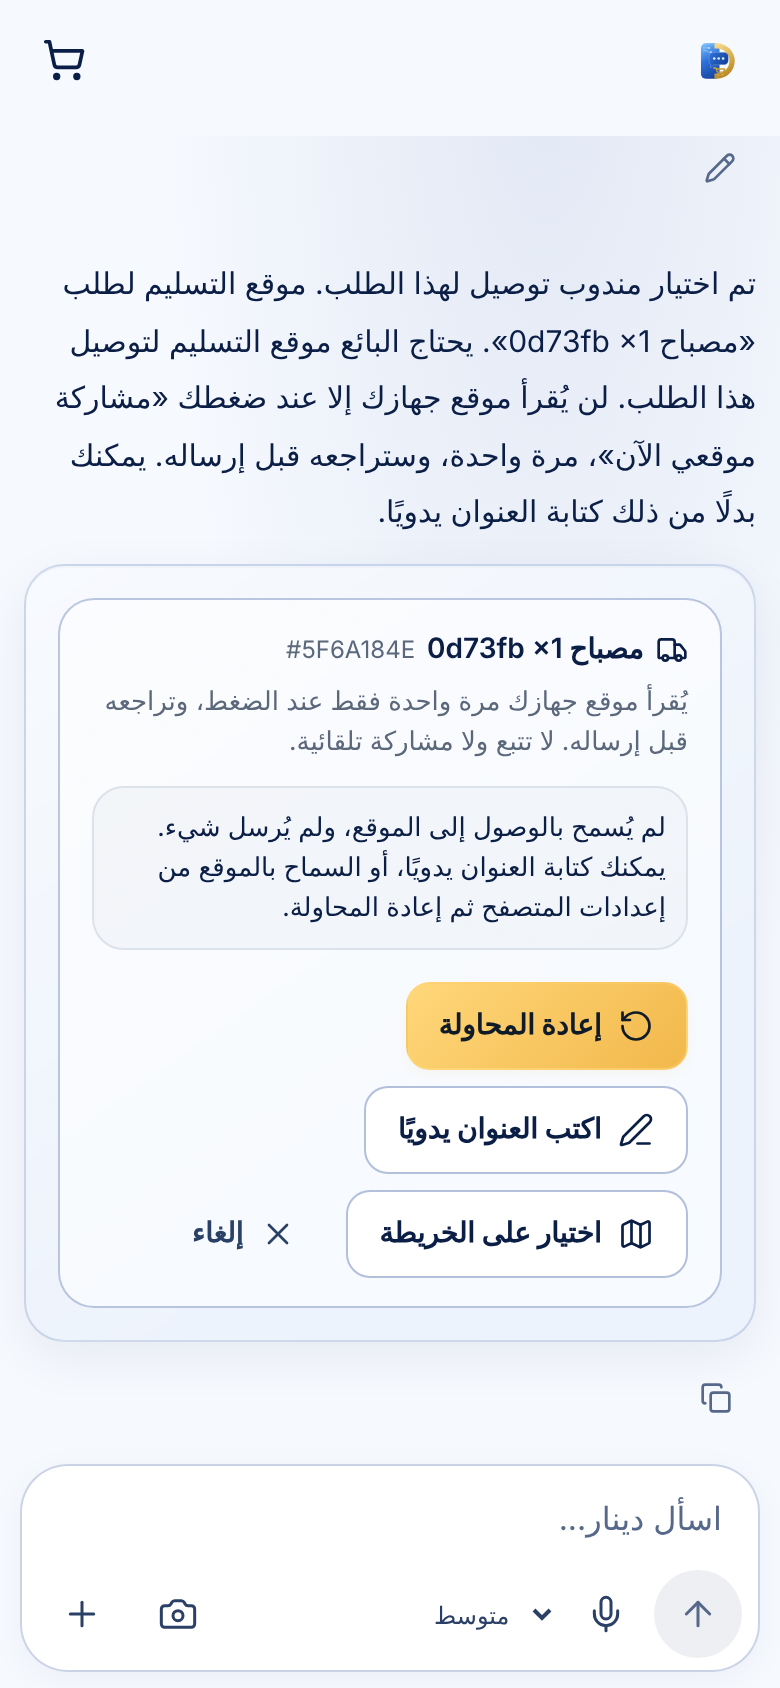 تم اختيار مندوب توصيل لهذا الطلب. موقع التسليم لطلب
«مصباح 0d73fb ×1». يحتاج البائع موقع التسليم لتوصيل
هذا الطلب. لن يُقرأ موقع جهازك إلا عند ضغطك «مشاركة
موقعي الآن»، مرة واحدة، وستراجعه قبل إرساله. يمكنك
بدلًا من ذلك كتابة العنوان يدويًا.
مصباح 0d73fb ×1 #5F6A184E
يُقرأ موقع جهازك مرة واحدة فقط عند الضغط، وتراجعه
قبل إرساله. لا تتبع ولا مشاركة تلقائية.
لم يُسمح بالوصول إلى الموقع، ولم يُرسل شيء.
يمكنك كتابة العنوان يدويًا، أو السماح بالموقع من
إعدادات المتصفح ثم إعادة المحاولة.
إعادة المحاولة
اكتب العنوان يدويًا
اختيار على الخريطة
إلغاء
اسأل دينار...
متوسط